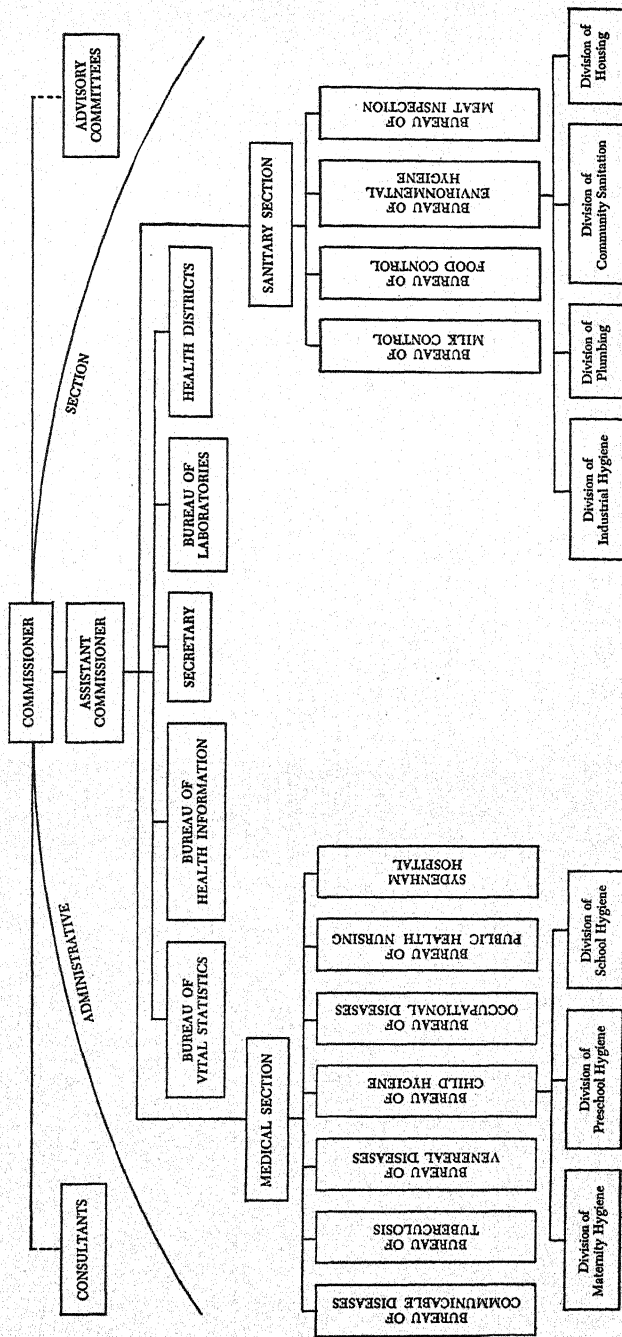 COMMISSIONER
CONSULTANTS
ADVISORY
COMMITTEES
ASSISTANT
COMMISSIONER
ADMINISTRATIVE
SECTION
BUREAU OF
VITAL STATISTICS
BUREAU OF
HEALTH INFORMATION
SECRETARY
BUREAU OF
LABORATORIES
HEALTH DISTRICTS
MEDICAL SECTION
SANITARY SECTION
BUREAU OF
COMMUNICABLE DISEASES
BUREAU OF
TUBERCULOSIS
BUREAU OF
VENEREAL DISEASES
BUREAU OF
CHILD HYGIENE
BUREAU OF
OCCUPATIONAL DISEASES
BUREAU OF
PUBLIC HEALTH NURSING
SYDENHAM
HOSPITAL
BUREAU OF
MILK CONTROL
BUREAU OF
FOOD CONTROL
BUREAU OF
ENVIRONMENTAL
HYGIENE
BUREAU OF
MEAT INSPECTION
Division of
Maternity Hygiene
Division of
Preschool Hygiene
Division of
School Hygiene
Division of
Industrial Hygiene
Division of
Plumbing
Division of
Community Sanitation
Division of
Housing